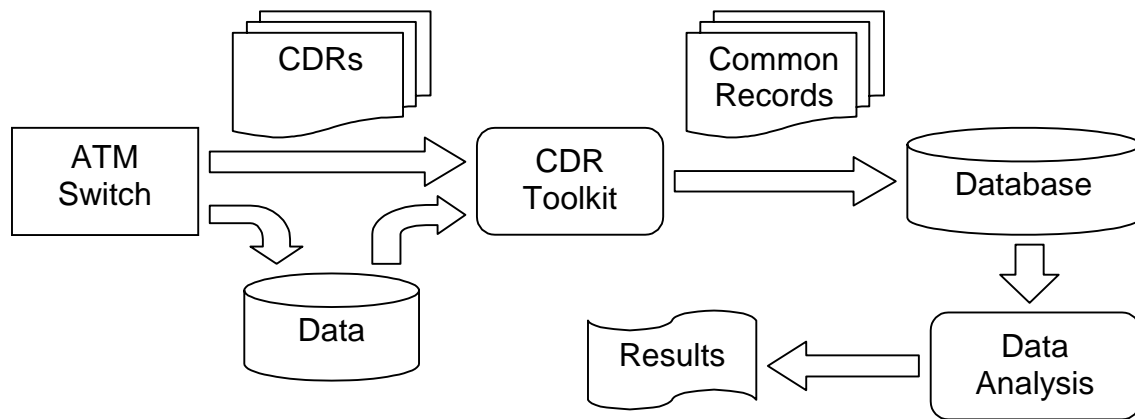 CDRs
Common
Records
ATM
Switch
CDR
Toolkit
Database
Data
Results
Data
Analysis